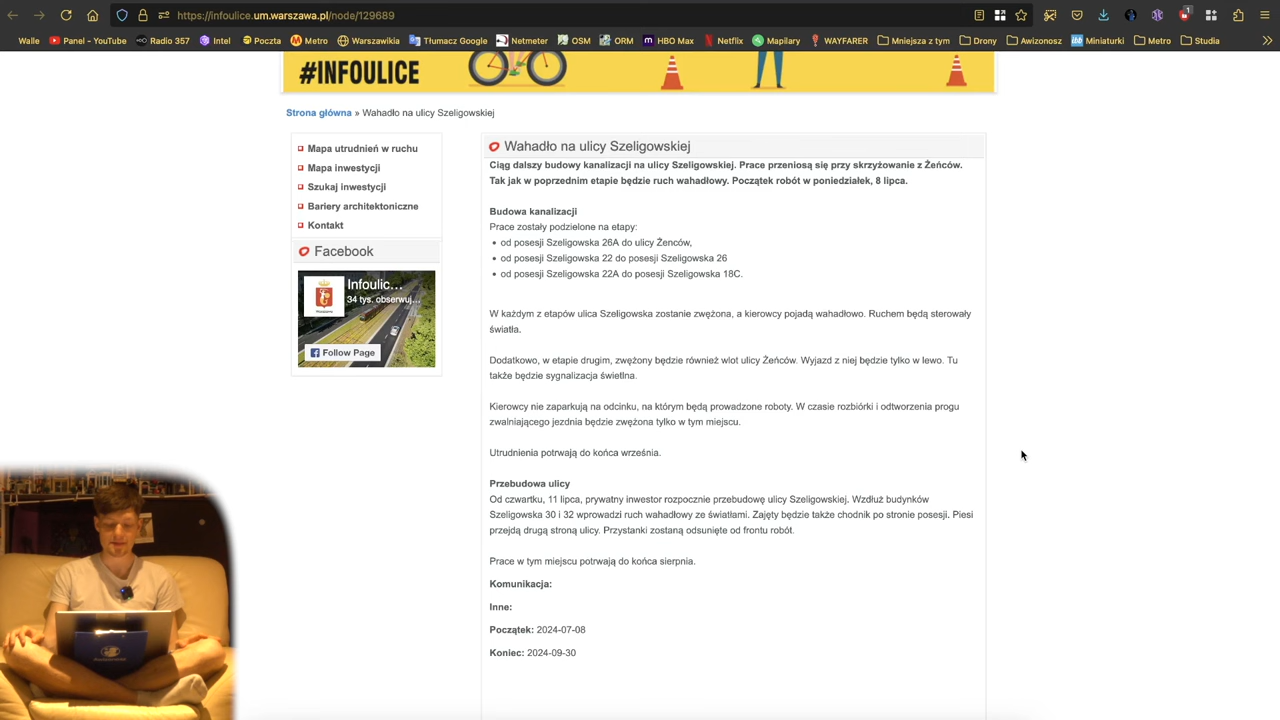 https://infoulice.um.warszawa.pl/node/129689
1
Walle
Panel - YouTube
Radio 357
Intel
Poczta
Metro
Warszawikia
Tłumacz Google
Netmeter
OSM
ORM
HBO Max
Netflix
Mapilary
WAYFARER
Mniejsza z tym
Drony
Awizonosz
Miniaturki
Metro
Studia
#INFOULICE
Strona główna » Wahadło na ulicy Szeligowskiej
Mapa utrudnień w ruchu
Mapa inwestycji
Szukaj inwestycji
Bariery architektoniczne
Kontakt
Facebook
Infoulic...
34 tys. obserwuj...
Follow Page
Wahadło na ulicy Szeligowskiej
Ciąg dalszy budowy kanalizacji na ulicy Szeligowskiej. Prace przeniosą się przy skrzyżowanie z Żeńców.
Tak jak w poprzednim etapie będzie ruch wahadłowy. Początek robót w poniedziałek, 8 lipca.
Budowa kanalizacji
Prace zostały podzielone na etapy:
• od posesji Szeligowska 26A do ulicy Żenców,
• od posesji Szeligowska 22 do posesji Szeligowska 26
• od posesji Szeligowska 22A do posesji Szeligowska 18C.
W każdym z etapów ulica Szeligowska zostanie zwężona, a kierowcy pojadą wahadłowo. Ruchem będą sterowały
światła.
Dodatkowo, w etapie drugim, zwężony będzie również wlot ulicy Żeńców. Wyjazd z niej będzie tylko w lewo. Tu
także będzie sygnalizacja świetlna.
Kierowcy nie zaparkują na odcinku, na którym będą prowadzone roboty. W czasie rozbiórki i odtworzenia progu
zwalniającego jezdnia będzie zwężona tylko w tym miejscu.
Utrudnienia potrwają do końca września.
Przebudowa ulicy
Od czwartku, 11 lipca, prywatny inwestor rozpocznie przebudowę ulicy Szeligowskiej. Wzdłuż budynków
Szeligowska 30 i 32 wprowadzi ruch wahadłowy ze światłami. Zajęty będzie także chodnik po stronie posesji. Piesi
przejdą drugą stroną ulicy. Przystanki zostaną odsunięte od frontu robót.
Prace w tym miejscu potrwają do końca sierpnia.
Komunikacja:
Inne:
Początek: 2024-07-08
Koniec: 2024-09-30